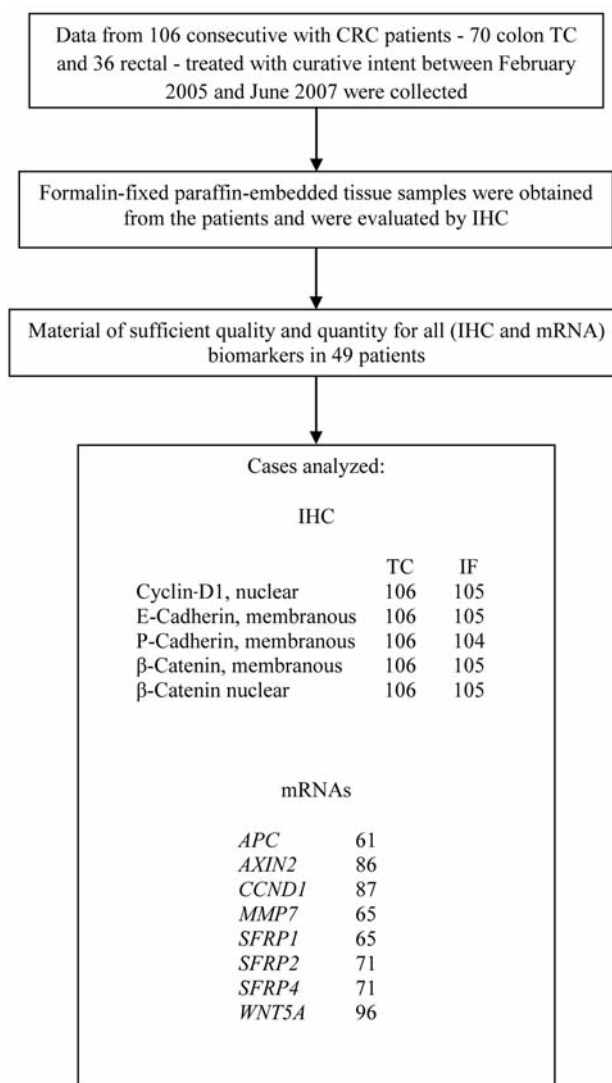 Data from 106 consecutive with CRC patients - 70 colon TC
and 36 rectal - treated with curative intent between February
2005 and June 2007 were collected
Formalin-fixed paraffin-embedded tissue samples were obtained
from the patients and were evaluated by IHC
Material of sufficient quality and quantity for all (IHC and mRNA)
biomarkers in 49 patients
Cases analyzed:
IHC
TC IF
Cyclin-D1, nuclear 106 105
E-Cadherin, membranous 106 105
P-Cadherin, membranous 106 104
β-Catenin, membranous 106 105
β-Catenin nuclear 106 105
mRNAs
APC 61
AXIN2 86
CCND1 87
MMP7 65
SFRP1 65
SFRP2 71
SFRP4 71
WNT5A 96